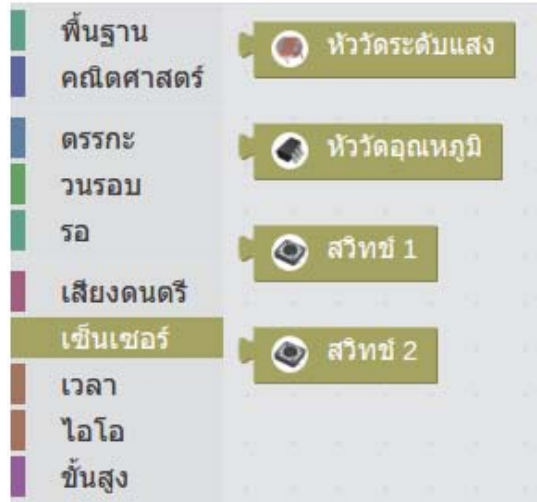 พื้นฐาน
คณิตศาสตร์
ตรรกะ
วนรอบ
รอ
เสียงดนตรี
เซ็นเซอร์
เวลา
ไอโอ
ขั้นสูง
หัววัดระดับแสง
หัววัดอุณหภูมิ
สวิทช์ 1
สวิทช์ 2